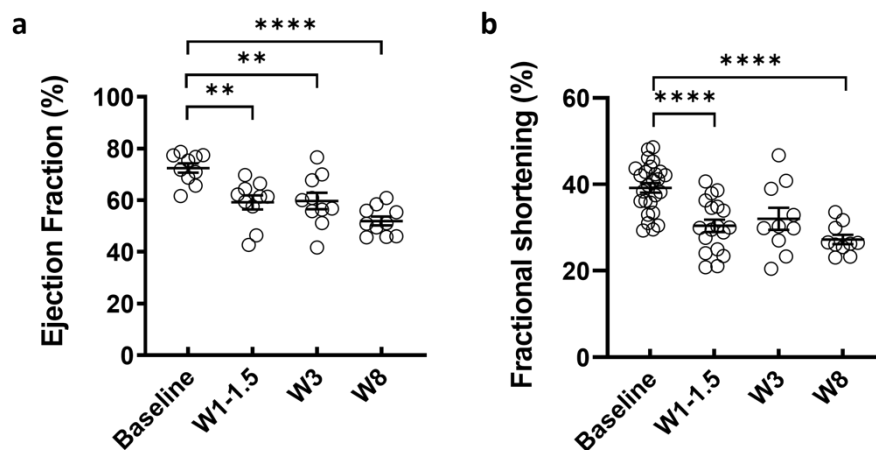 a
****
**
**
Ejection Fraction (%)
100
80
60
40
20
0
Baseline
W1-1.5
W3
W8
b
****
****
Fractional shortening (%)
60
40
20
0
Baseline
W1-1.5
W3
W8